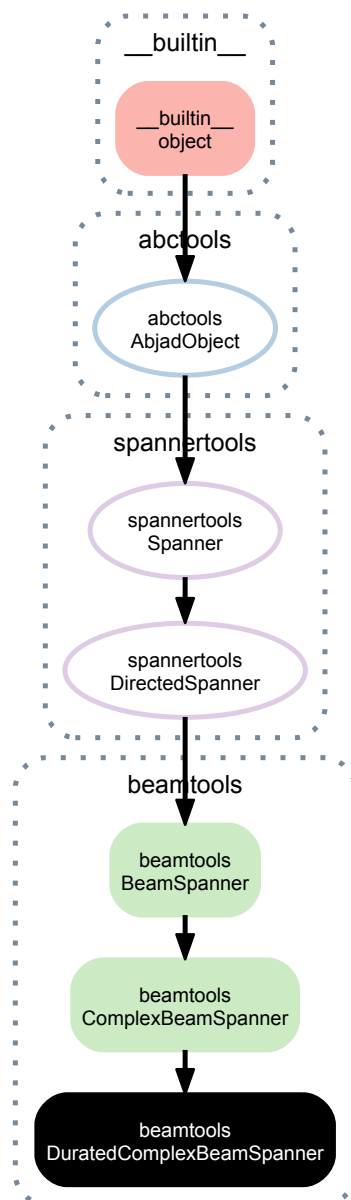 __builtin__
__builtin__
object
abctools
abctools
AbjadObject
spannertools
spannertools
Spanner
spannertools
DirectedSpanner
beamtools
beamtools
BeamSpanner
beamtools
ComplexBeamSpanner
beamtools
DuratedComplexBeamSpanner